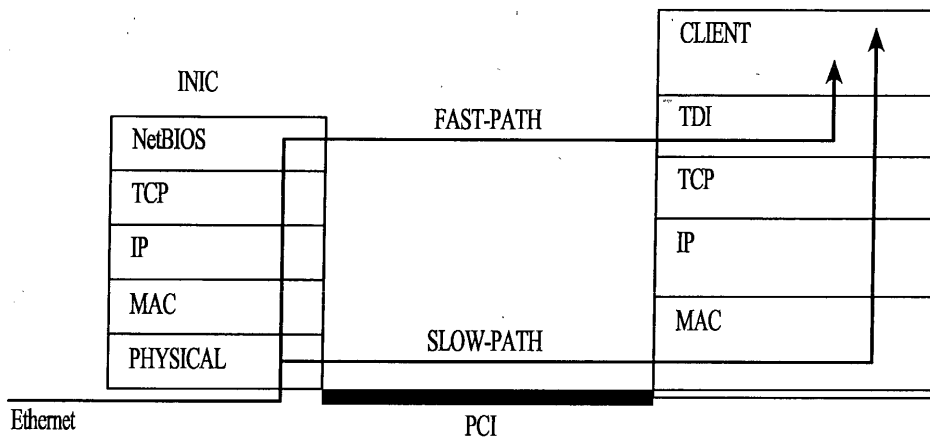 INIC
NetBIOS
TCP
IP
MAC
PHYSICAL
Ethernet
FAST-PATH
SLOW-PATH
PCI
CLIENT
TDI
TCP
IP
MAC